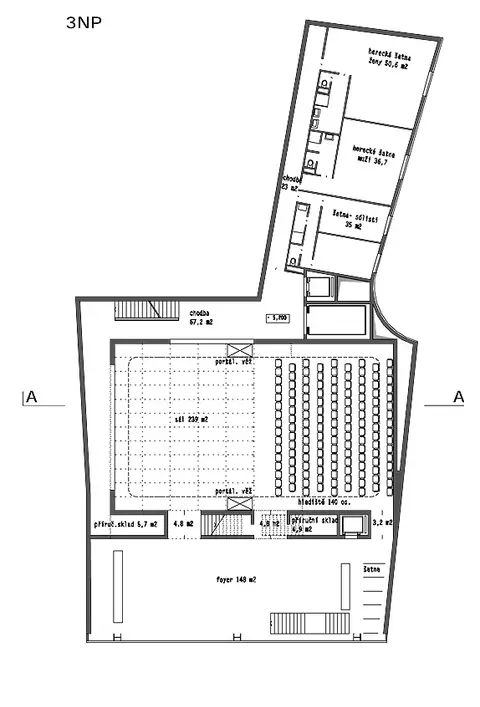 3NP
herecká šatna
ženy 50,6 m2
herecká šatna
muži 36,7
chodba
23 m2
šatna- sólisti
35 m2
chodba
67,2 m2
portál. věž
A
A
sál 239 m2
portál. věž
hlediště 140 os.
příruč.sklad 6,7 m2
4,8 m2
4,8 m2
příruční sklad
4,9 m2
3,2 m2
foyer 148 m2
šatna